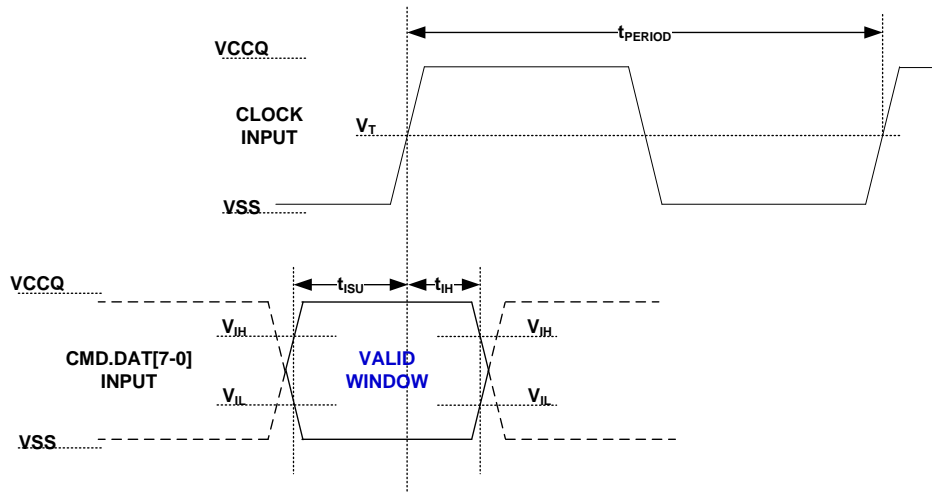 tPERIOD
VCCQ
CLOCK
INPUT
VT
VSS
VCCQ
tISU
tIH
VIH
VIH
CMD.DAT[7-0]
INPUT
VALID
WINDOW
VIL
VIL
VSS